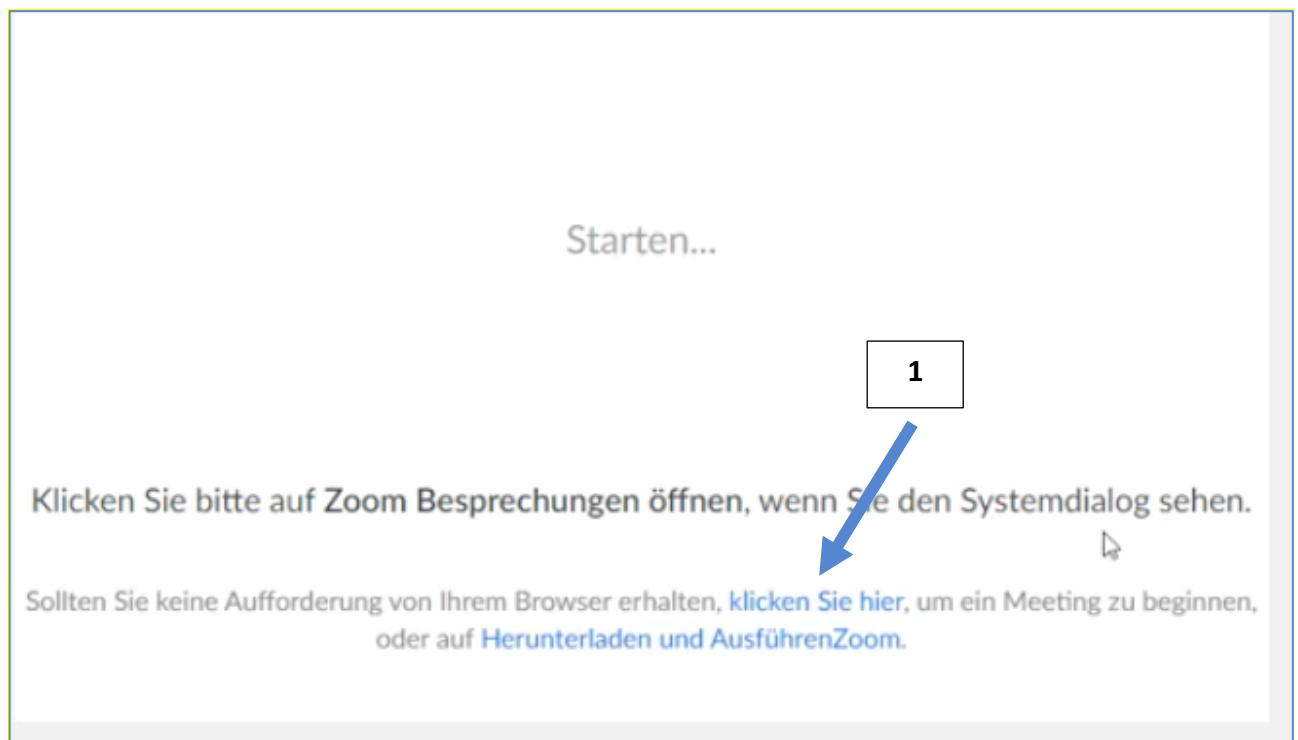 Starten...
1
Klicken Sie bitte auf Zoom Besprechungen öffnen, wenn Sie den Systemdialog sehen.
Sollten Sie keine Aufforderung von Ihrem Browser erhalten, klicken Sie hier, um ein Meeting zu beginnen,
oder auf Herunterladen und AusführenZoom.